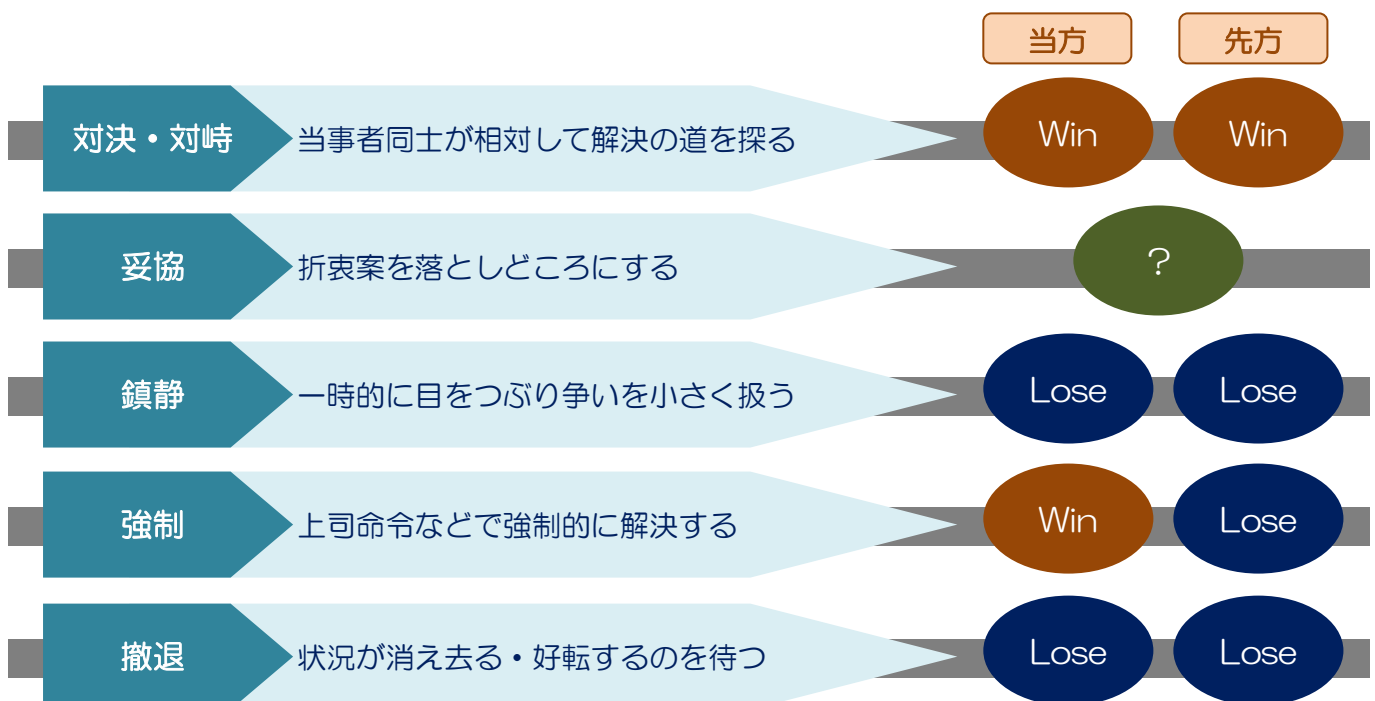 当方 先方
対決・対峙 当事者同士が相対して解決の道を探る Win Win
妥協 折衷案を落としどころにする ？
鎮静 一時的に目をつぶり争いを小さく扱う Lose Lose
強制 上司命令などで強制的に解決する Win Lose
撤退 状況が消え去る・好転するのを待つ Lose Lose